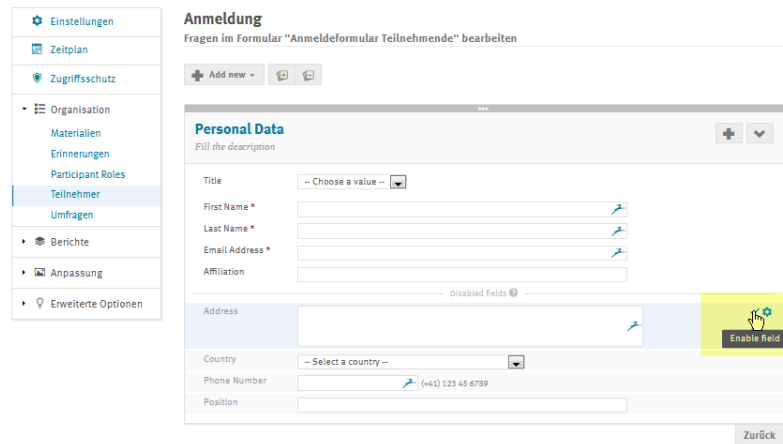 Einstellungen
Zeitplan
Zugriffsschutz
Organisation
Materialien
Erinnerungen
Participant Roles
Teilnehmer
Umfragen
Berichte
Anpassung
Erweiterte Optionen
Anmeldung
Fragen im Formular "Anmeldeformular Teilnehmende" bearbeiten
Add new
Personal Data
Fill the description
Title
-- Choose a value --
First Name *
Last Name *
Email Address *
Affiliation
Disabled fields
Address
Enable field
Country
-- Select a country --
Phone Number
(+41) 123 45 6789
Position
Zurück